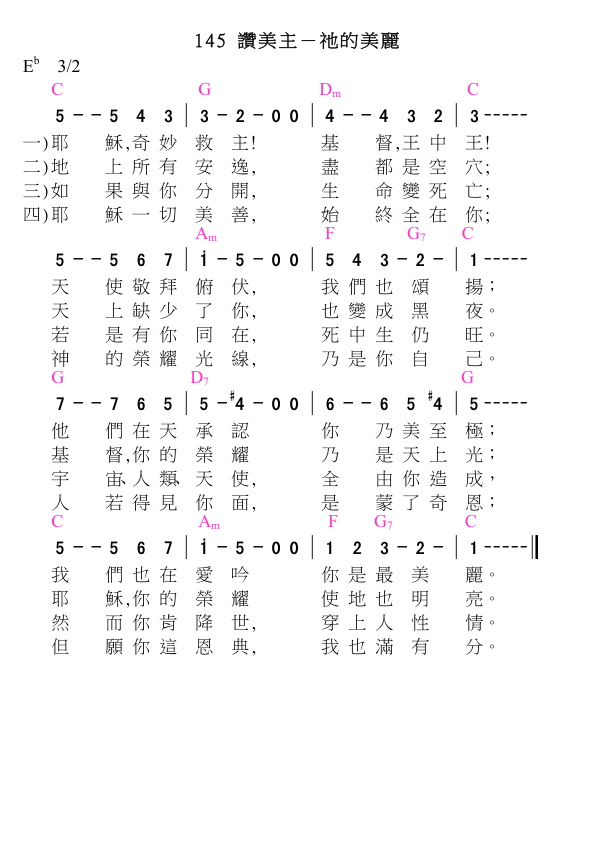 145 讚美主－祂的美麗
E♭ 3/2
C G Dm C
5 - - 5 4 3 | 3 - 2 - 0 0 | 4 - - 4 3 2 | 3 - - - - -
一)耶 穌,奇妙 救 主! 基 督,王中 王!
二)地 上所有 安 逸, 盡 都是空 穴;
三)如 果與你 分 開, 生 命變死 亡;
四)耶 穌一切 美 善, 始 終全在 你;
Am F G7 C
5 - - 5 6 7 | i - 5 - 0 0 | 5 4 3 - 2 - | 1 - - - - -
天 使敬拜 俯 伏, 我們也 頌 揚；
天 上缺少 了 你, 也變成 黑 夜。
若 是有你 同 在, 死中生 仍 旺。
神 的榮耀 光 線, 乃是你 自 己。
G D7 G
7 - - 7 6 5 | 5 - #4 - 0 0 | 6 - - 6 5 #4 | 5 - - - - -
他 們在天 承 認 你 乃美至 極；
基 督,你的 榮 耀 乃 是天上 光；
宇 宙、人類、天 使, 全 由你造 成，
人 若得見 你 面, 是 蒙了奇 恩；
C Am F G7 C
5 - - 5 6 7 | i - 5 - 0 0 | 1 2 3 - 2 - | 1 - - - - - ||
我 們也在 愛 吟 你是最 美 麗。
耶 穌,你的 榮 耀 使地也 明 亮。
然 而你肯 降 世, 穿上人 性 情。
但 願你這 恩 典, 我也滿 有 分。